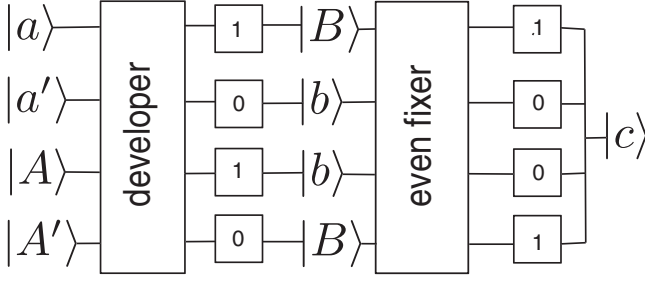 |a⟩ 1 |B⟩ .1
|a′⟩ 0 |b⟩ 0
developer even fixer |c⟩
|A⟩ 1 |b⟩ 0
|A′⟩ 0 |B⟩ 1